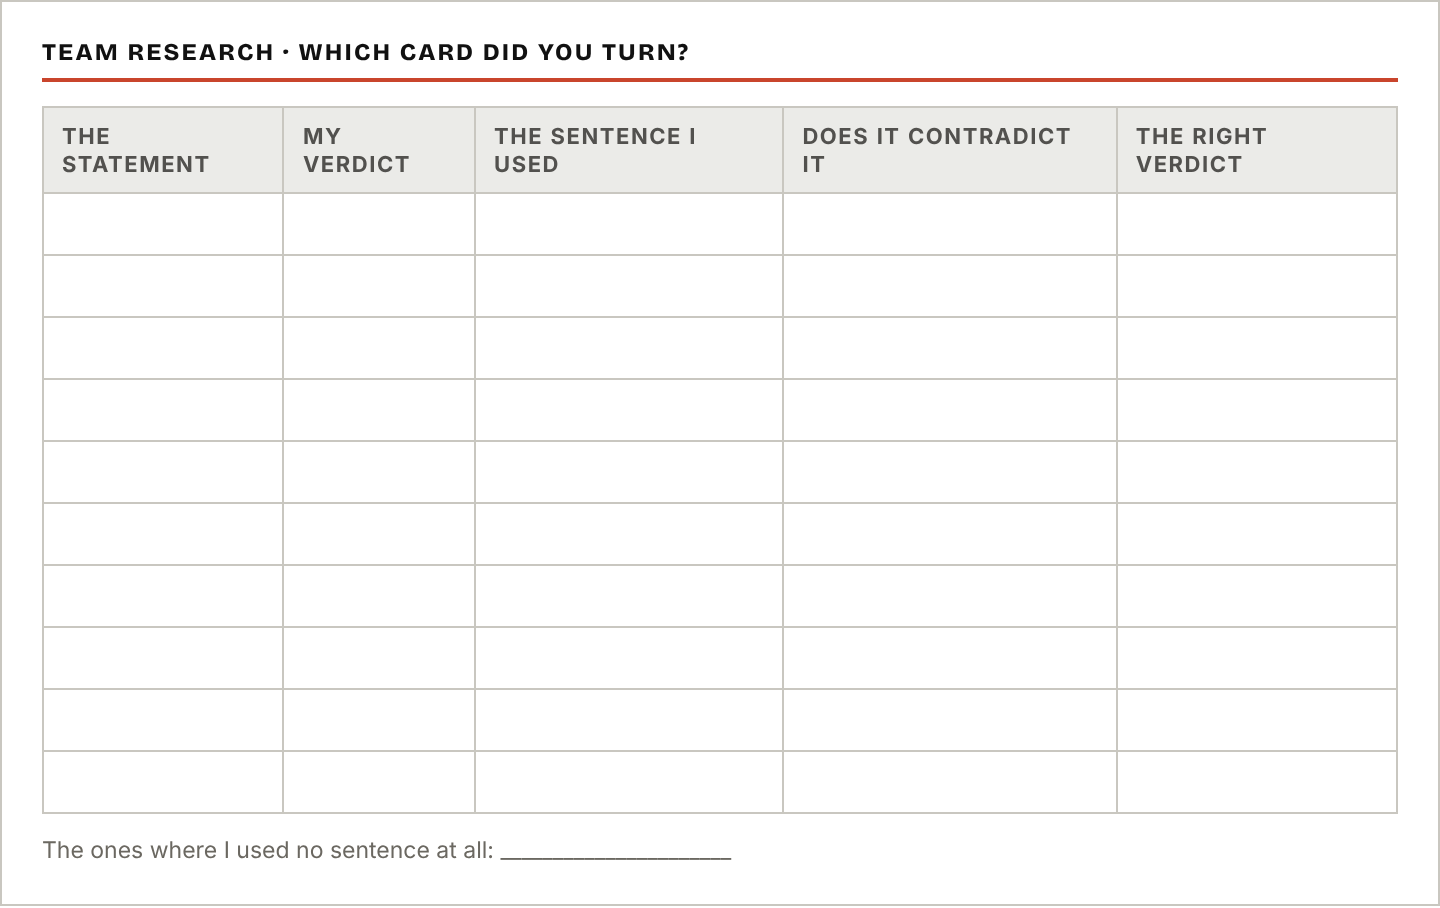 TEAM RESEARCH · WHICH CARD DID YOU TURN?
THE STATEMENT
MY VERDICT
THE SENTENCE I USED
DOES IT CONTRADICT IT
THE RIGHT VERDICT
The ones where I used no sentence at all: ____________________